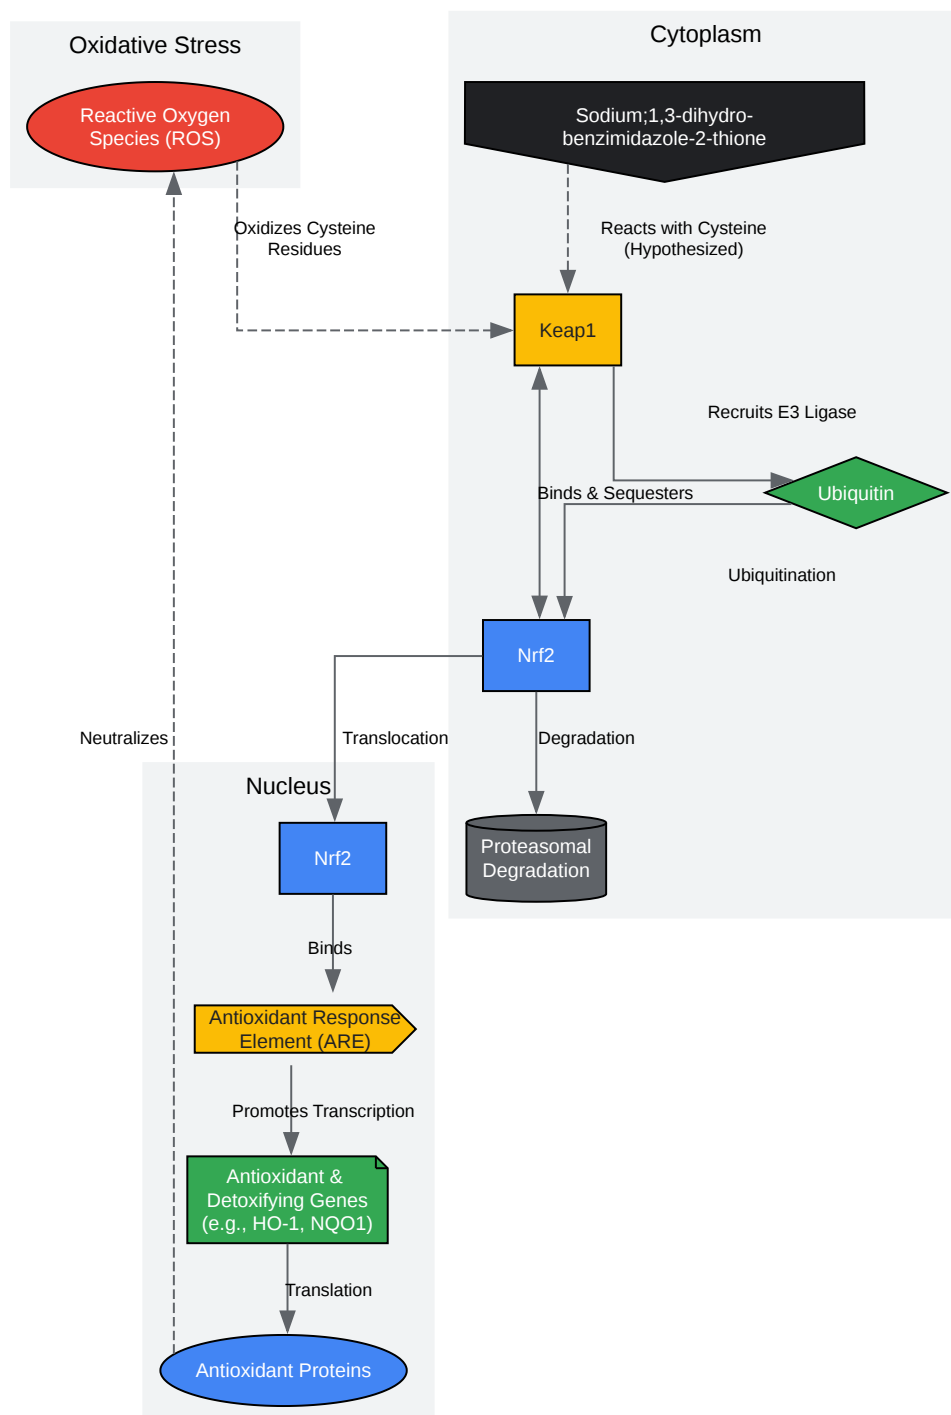 Oxidative Stress
Cytoplasm
Reactive Oxygen
Species (ROS)
Sodium;1,3-dihydro-
benzimidazole-2-thione
Oxidizes Cysteine
Residues
Reacts with Cysteine
(Hypothesized)
Keap1
Recruits E3 Ligase
Binds & Sequesters
Ubiquitin
Ubiquitination
Nrf2
Neutralizes
Translocation
Degradation
Nucleus
Nrf2
Proteasomal
Degradation
Binds
Antioxidant Response
Element (ARE)
Promotes Transcription
Antioxidant &
Detoxifying Genes
(e.g., HO-1, NQO1)
Translation
Antioxidant Proteins